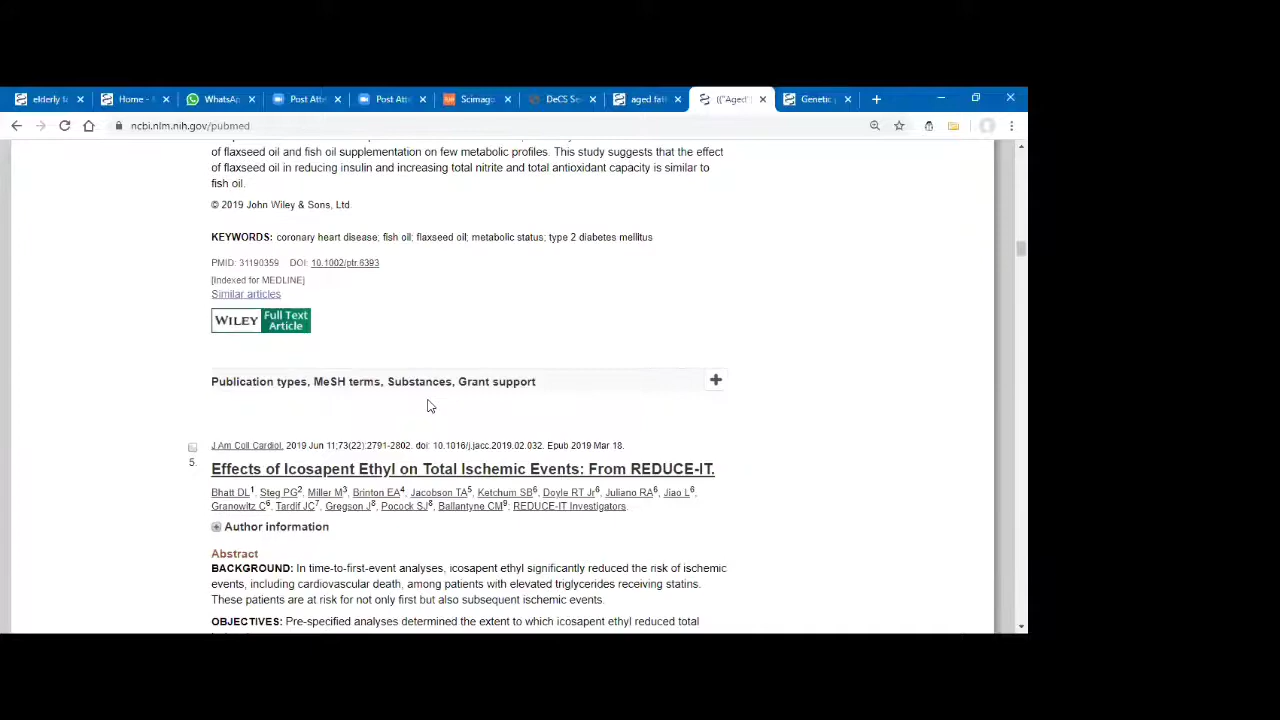 elderly fa
Home -
WhatsAp
Post Atte
Post Atte
Scimago
DeCS Se
aged fatt
(("Aged"
Genetic
ncbi.nlm.nih.gov/pubmed
of flaxseed oil and fish oil supplementation on few metabolic profiles. This study suggests that the effect
of flaxseed oil in reducing insulin and increasing total nitrite and total antioxidant capacity is similar to
fish oil.
© 2019 John Wiley & Sons, Ltd.
KEYWORDS: coronary heart disease; fish oil; flaxseed oil; metabolic status; type 2 diabetes mellitus
PMID: 31190359 DOI: 10.1002/ptr.6393
[Indexed for MEDLINE]
Similar articles
WILEY Full Text
Article
Publication types, MeSH terms, Substances, Grant support
J Am Coll Cardiol. 2019 Jun 11;73(22):2791-2802. doi: 10.1016/j.jacc.2019.02.032. Epub 2019 Mar 18.
5. Effects of Icosapent Ethyl on Total Ischemic Events: From REDUCE-IT.
Bhatt DL1, Steg PG2, Miller M3, Brinton EA4, Jacobson TA5, Ketchum SB6, Doyle RT Jr6, Juliano RA6, Jiao L6,
Granowitz C6, Tardif JC7, Gregson J8, Pocock SJ8, Ballantyne CM9, REDUCE-IT Investigators.
Author information
Abstract
BACKGROUND: In time-to-first-event analyses, icosapent ethyl significantly reduced the risk of ischemic
events, including cardiovascular death, among patients with elevated triglycerides receiving statins.
These patients are at risk for not only first but also subsequent ischemic events.
OBJECTIVES: Pre-specified analyses determined the extent to which icosapent ethyl reduced total